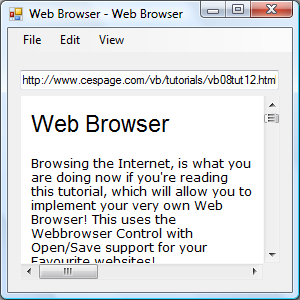 Web Browser - Web Browser
File Edit View
http://www.cespage.com/vb/tutorials/vb08tut12.htm
Web Browser
Browsing the Internet, is what you
are doing now if you're reading
this tutorial, which will allow you to
implement your very own Web
Browser! This uses the
Webbrowser Control with
Open/Save support for your
Favourite websites!